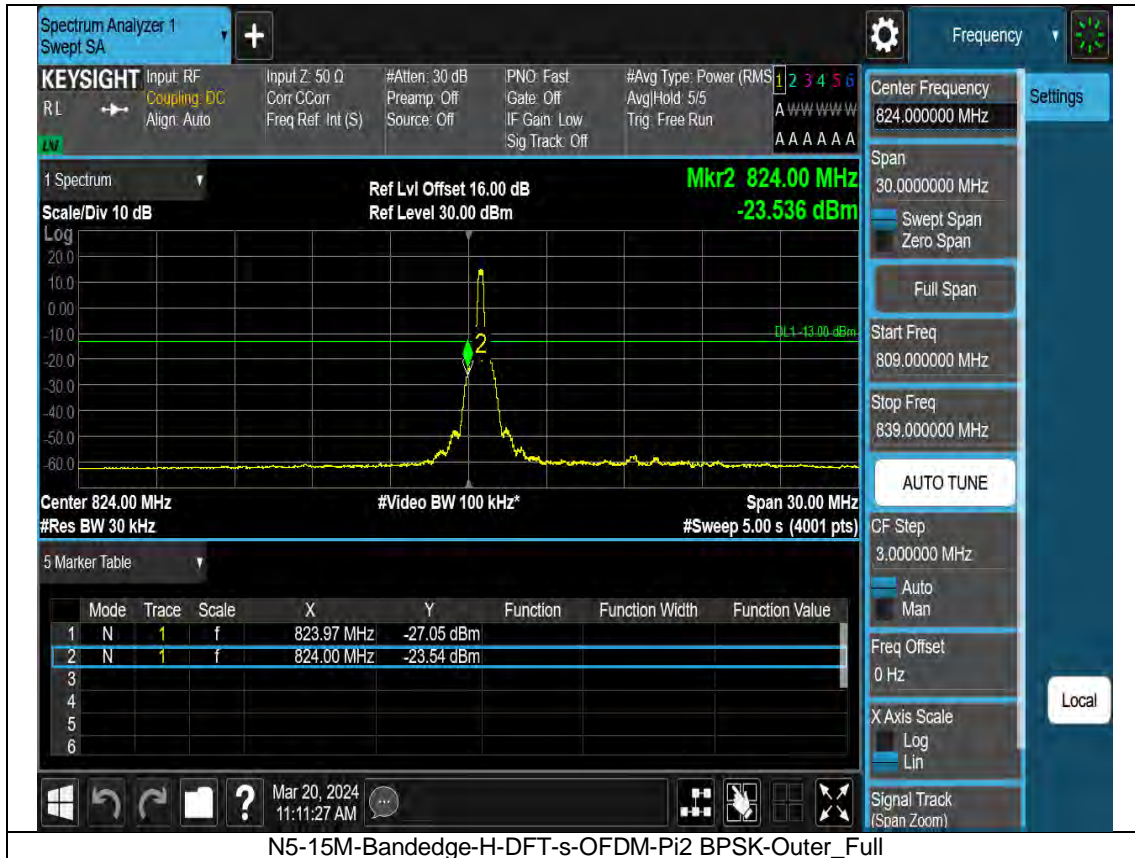 Spectrum Analyzer 1
Swept SA
+
Frequency
KEYSIGHT
RL
Input: RF
Coupling: DC
Align: Auto
Input Z: 50 Ω
Corr CCorr
Freq Ref: Int (S)
#Atten: 30 dB
Preamp: Off
Source: Off
PNO: Fast
Gate: Off
IF Gain: Low
Sig Track: Off
#Avg Type: Power (RMS
Avg|Hold: 5/5
Trig: Free Run
1 2 3 4 5 6
A W W W W W
A A A A A A
1 Spectrum
Scale/Div 10 dB
Log
Ref Lvl Offset 16.00 dB
Ref Level 30.00 dBm
Mkr2 824.00 MHz
-23.536 dBm
20.0
10.0
0.00
-10.0
-20.0
-30.0
-40.0
-50.0
-60.0
DL1 -13.00 dBm
2
Center 824.00 MHz
#Video BW 100 kHz*
Span 30.00 MHz
#Res BW 30 kHz
#Sweep 5.00 s (4001 pts)
5 Marker Table
Mode Trace Scale X Y Function Function Width Function Value
1 N 1 f 823.97 MHz -27.05 dBm
2 N 1 f 824.00 MHz -23.54 dBm
3
4
5
6
Mar 20, 2024
11:11:27 AM
?
Center Frequency
824.000000 MHz
Settings
Span
30.0000000 MHz
Swept Span
Zero Span
Full Span
Start Freq
809.000000 MHz
Stop Freq
839.000000 MHz
AUTO TUNE
CF Step
3.000000 MHz
Auto
Man
Freq Offset
0 Hz
X Axis Scale
Log
Lin
Signal Track
(Span Zoom)
Local
N5-15M-Bandedge-H-DFT-s-OFDM-Pi2 BPSK-Outer_Full